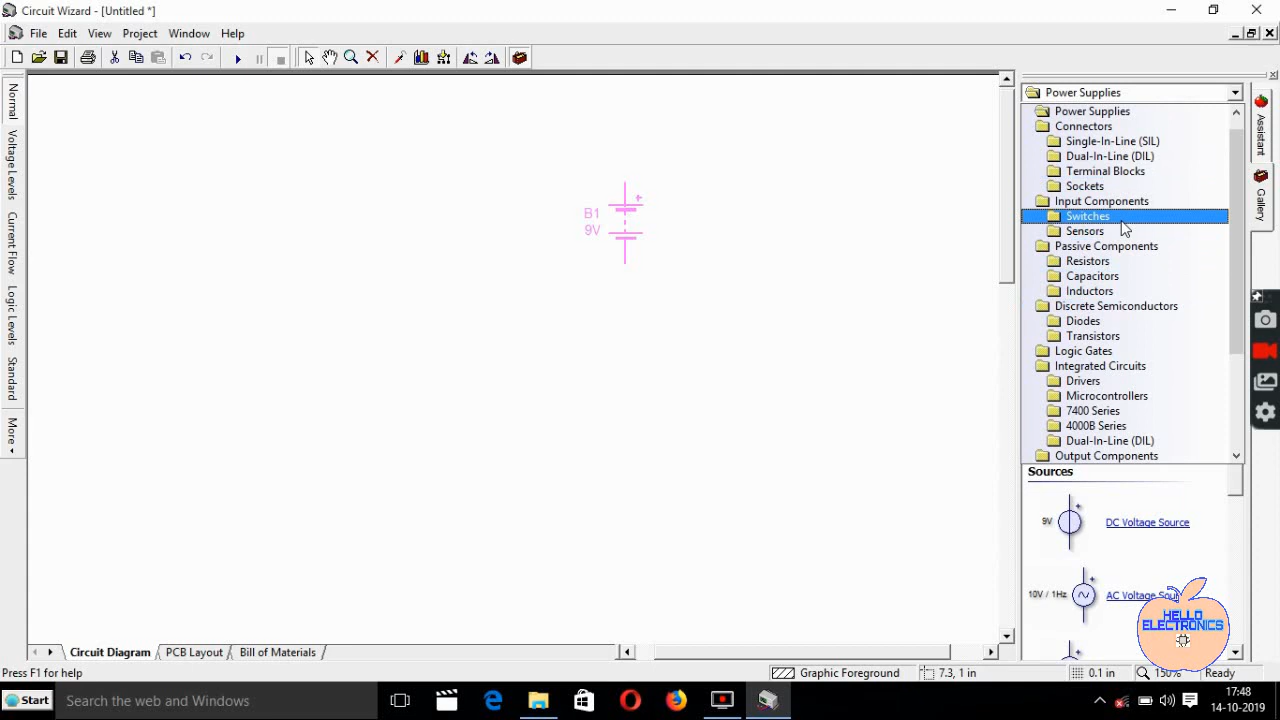 Circuit Wizard - [Untitled *]
File Edit View Project Window Help
Normal
Voltage Levels
Current Flow
Logic Levels
Standard
More
B1
9V
Power Supplies
Power Supplies
Connectors
Single-In-Line (SIL)
Dual-In-Line (DIL)
Terminal Blocks
Sockets
Input Components
Switches
Sensors
Passive Components
Resistors
Capacitors
Inductors
Discrete Semiconductors
Diodes
Transistors
Logic Gates
Integrated Circuits
Drivers
Microcontrollers
7400 Series
4000B Series
Dual-In-Line (DIL)
Output Components
Assistant
Gallery
Sources
9V
DC Voltage Source
10V / 1Hz
AC Voltage
HELLO
ELECTRONICS
Circuit Diagram PCB Layout Bill of Materials
Press F1 for help
Graphic Foreground
7.3, 1 in
0.1 in
150%
Ready
Start
Search the web and Windows
17:48
14-10-2019